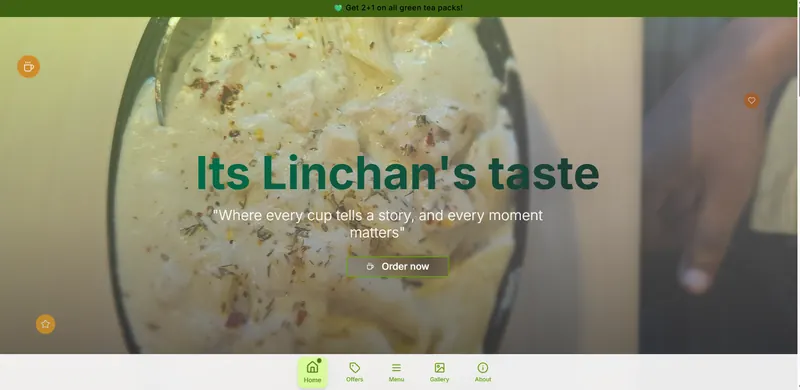 💚 Get 2+1 on all green tea packs!
Its Linchan's taste
"Where every cup tells a story, and every moment
matters"
Order now
Home Offers Menu Gallery About